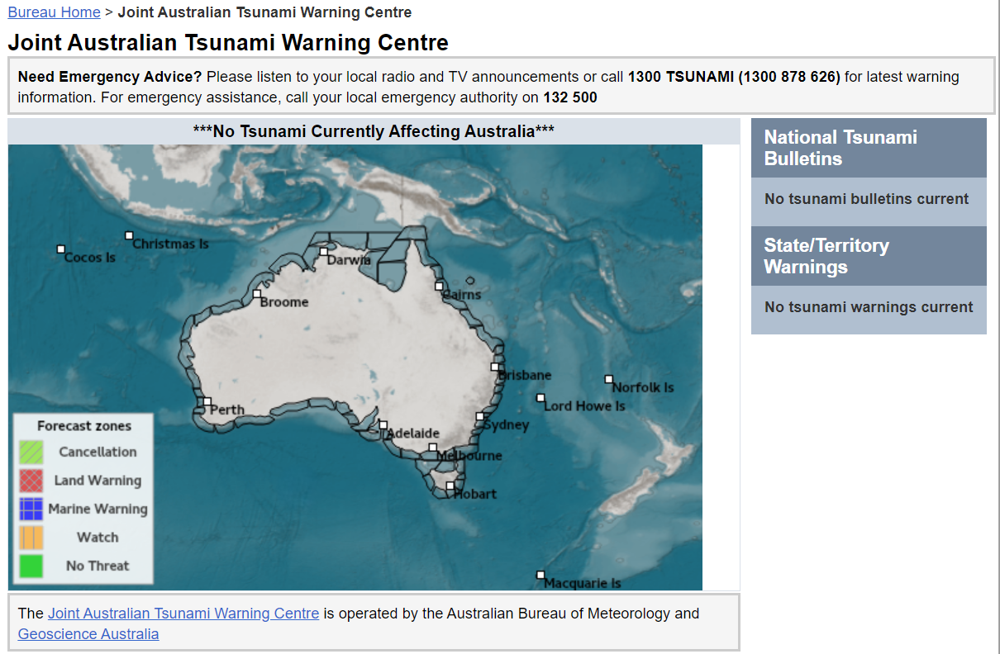 Bureau Home > Joint Australian Tsunami Warning Centre
Joint Australian Tsunami Warning Centre
Need Emergency Advice? Please listen to your local radio and TV announcements or call 1300 TSUNAMI (1300 878 626) for latest warning
information. For emergency assistance, call your local emergency authority on 132 500
***No Tsunami Currently Affecting Australia***
Christmas Is
Cocos Is
Darwin
Cairns
Broome
Brisbane
Norfolk Is
Lord Howe Is
Perth
Sydney
Adelaide
Melbourne
Hobart
Macquarie Is
Forecast zones
Cancellation
Land Warning
Marine Warning
Watch
No Threat
National Tsunami
Bulletins
No tsunami bulletins current
State/Territory
Warnings
No tsunami warnings current
The Joint Australian Tsunami Warning Centre is operated by the Australian Bureau of Meteorology and
Geoscience Australia